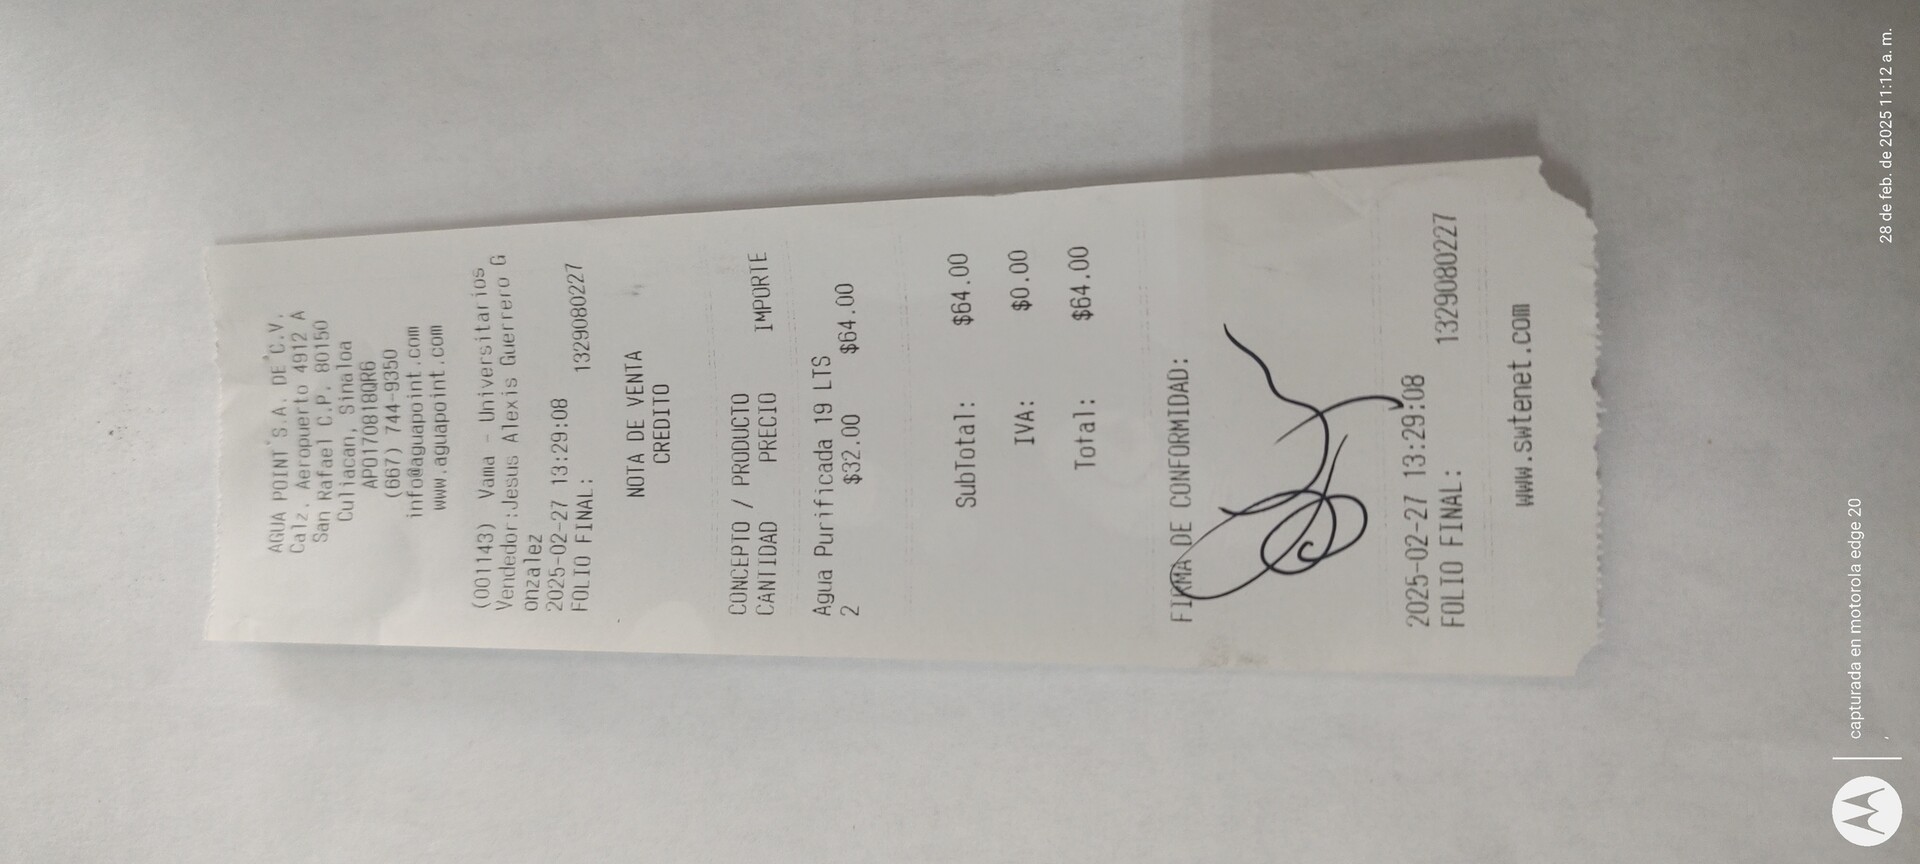 AGUA POINT S.A. DE C.V.
Calz. Aeropuerto 4912 A
San Rafael C.P. 80150
Culiacan, Sinaloa
APO170818QR6
(667) 744-9350
info@aguapoint.com
www.aguapoint.com
(001143) Vama - Universitarios
Vendedor:Jesus Alexis Guerrero G
onzalez
2025-02-27 13:29:08
FOLIO FINAL: 1329080227
NOTA DE VENTA
CREDITO
CONCEPTO / PRODUCTO
CANTIDAD PRECIO IMPORTE
Agua Purificada 19 LTS
2 $32.00 $64.00
SubTotal: $64.00
IVA: $0.00
Total: $64.00
FIRMA DE CONFORMIDAD:
2025-02-27 13:29:08
FOLIO FINAL: 1329080227
www.swtenet.com
capturada en motorola edge 20
28 de feb. de 2025 11:12 a. m.